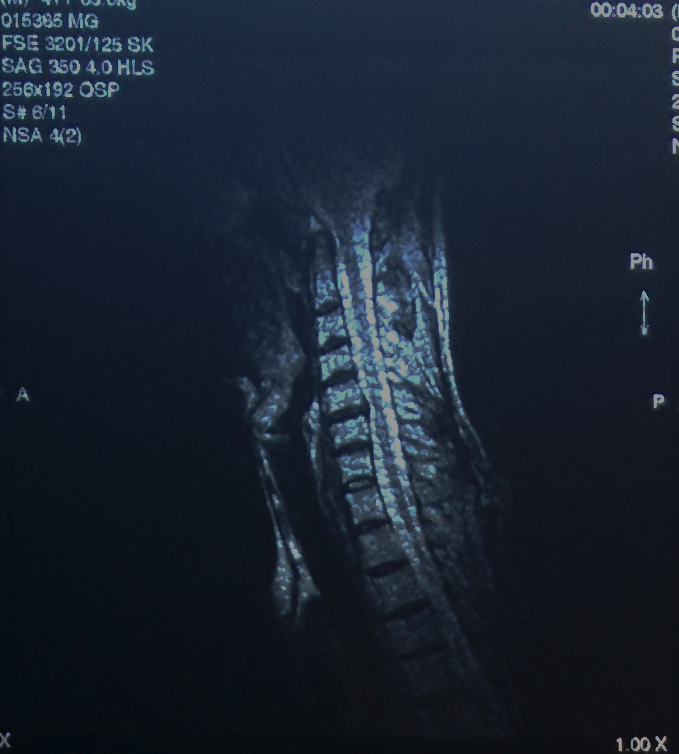 015365 MG
FSE 3201/125 SK
SAG 350 4.0 HLS
256x192 OSP
S# 6/11
NSA 4(2)
00:04:03
Ph
A
P
X
1.00 X